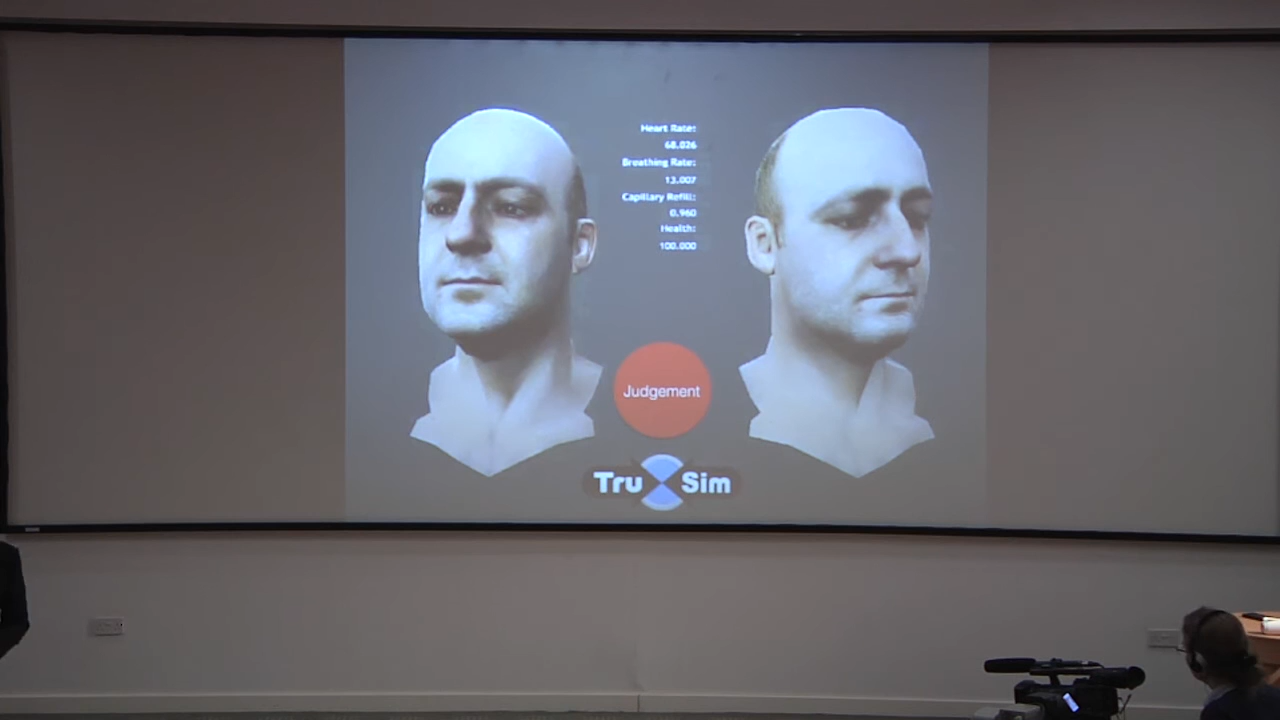 Heart Rate:
68.026
Breathing Rate:
13.007
Capillary Refill:
0.960
Health:
100.000
Judgement
Tru Sim